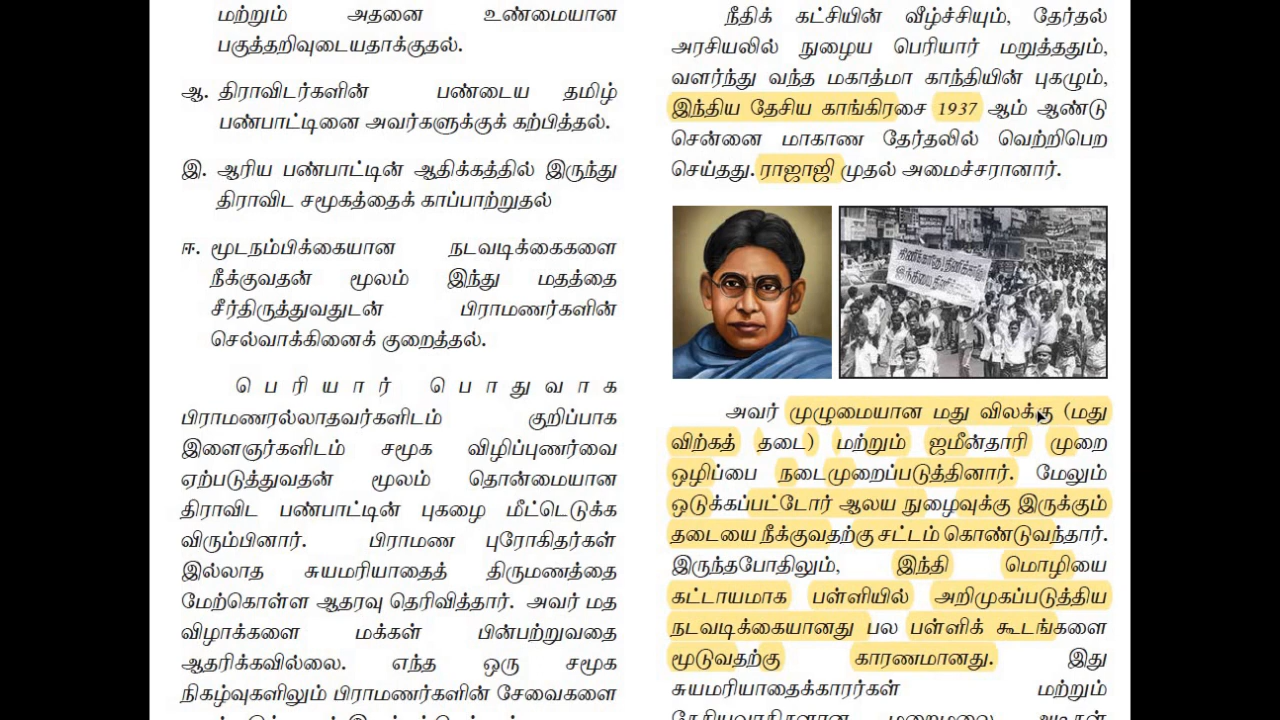 மற்றும் அதனை உண்மையான
பகுத்தறிவுடையதாக்குதல்.
ஆ. திராவிடர்களின் பண்டைய தமிழ்
பண்பாட்டினை அவர்களுக்குக் கற்பித்தல்.
இ. ஆரிய பண்பாட்டின் ஆதிக்கத்தில் இருந்து
திராவிட சமூகத்தைக் காப்பாற்றுதல்
ஈ. மூடநம்பிக்கையான நடவடிக்கைகளை
நீக்குவதன் மூலம் இந்து மதத்தை
சீர்திருத்துவதுடன் பிராமணர்களின்
செல்வாக்கினைக் குறைத்தல்.
பெரியார் பொதுவாக
பிராமணரல்லாதவர்களிடம் குறிப்பாக
இளைஞர்களிடம் சமூக விழிப்புணர்வை
ஏற்படுத்துவதன் மூலம் தொன்மையான
திராவிட பண்பாட்டின் புகழை மீட்டெடுக்க
விரும்பினார். பிராமண புரோகிதர்கள்
இல்லாத சுயமரியாதைத் திருமணத்தை
மேற்கொள்ள ஆதரவு தெரிவித்தார். அவர் மத
விழாக்களை மக்கள் பின்பற்றுவதை
ஆதரிக்கவில்லை. எந்த ஒரு சமூக
நிகழ்வுகளிலும் பிராமணர்களின் சேவைகளை
நீதிக் கட்சியின் வீழ்ச்சியும், தேர்தல்
அரசியலில் நுழைய பெரியார் மறுத்ததும்,
வளர்ந்து வந்த மகாத்மா காந்தியின் புகழும்,
இந்திய தேசிய காங்கிரசை 1937 ஆம் ஆண்டு
சென்னை மாகாண தேர்தலில் வெற்றிபெற
செய்தது. ராஜாஜி முதல் அமைச்சரானார்.
அவர் முழுமையான மது விலக்கு (மது
விற்கத் தடை) மற்றும் ஜமீன்தாரி முறை
ஒழிப்பை நடைமுறைப்படுத்தினார். மேலும்
ஒடுக்கப்பட்டோர் ஆலய நுழைவுக்கு இருக்கும்
தடையை நீக்குவதற்கு சட்டம் கொண்டுவந்தார்.
இருந்தபோதிலும், இந்தி மொழியை
கட்டாயமாக பள்ளியில் அறிமுகப்படுத்திய
நடவடிக்கையானது பல பள்ளிக் கூடங்களை
மூடுவதற்கு காரணமானது. இது
சுயமரியாதைக்காரர்கள் மற்றும்